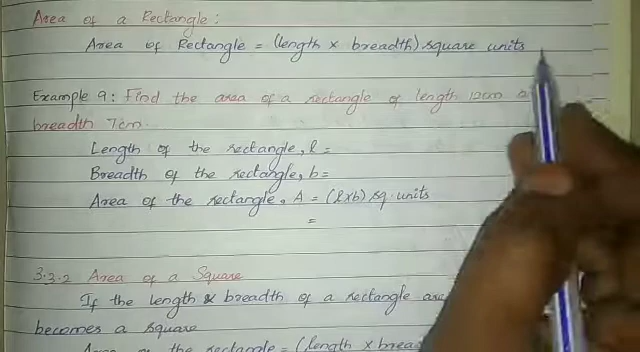 Area of a Rectangle:
Area of Rectangle = (length × breadth) square units
Example 9: Find the area of a rectangle of length 12cm
breadth 7cm.
Length of the rectangle, l =
Breadth of the rectangle, b=
Area of the rectangle, A = (l×b) sq. units
=
3.3.2 Area of a Square
If the length & breadth of a rectangle are
becomes a square
Area of the rectangle = (length ×